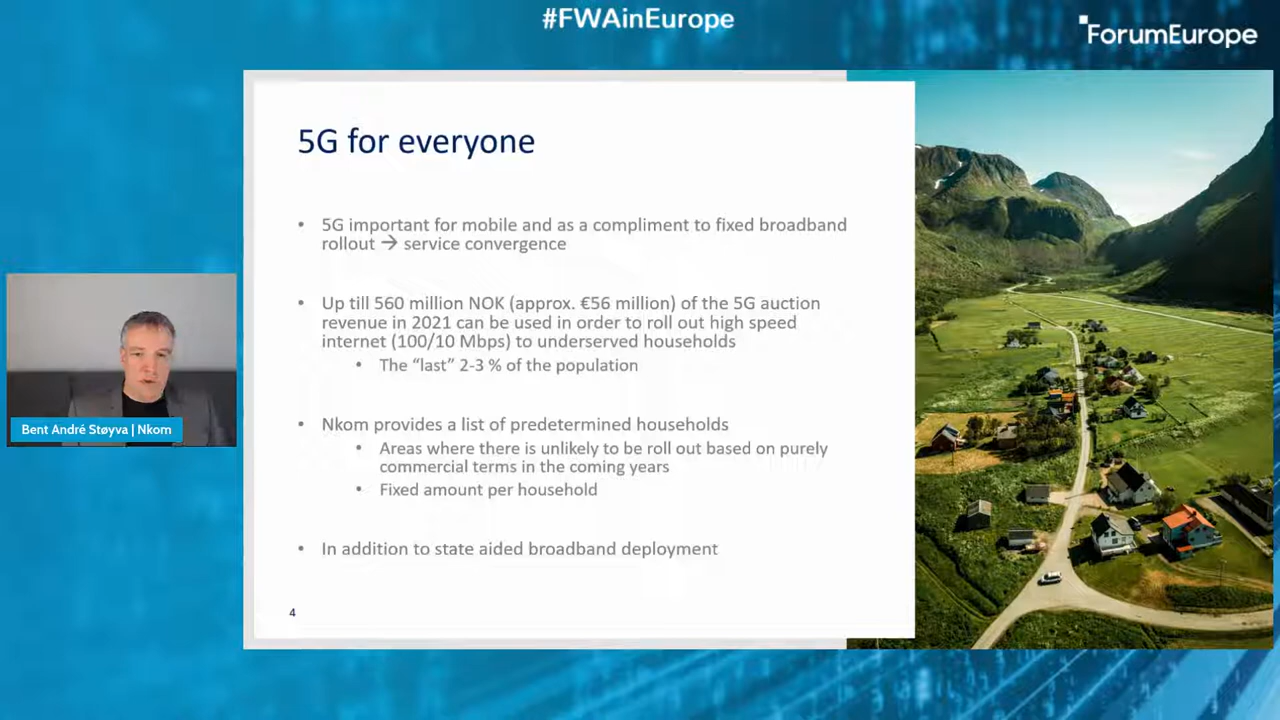 #FWAinEurope
ForumEurope
5G for everyone
• 5G important for mobile and as a compliment to fixed broadband
rollout → service convergence
• Up till 560 million NOK (approx. €56 million) of the 5G auction
revenue in 2021 can be used in order to roll out high speed
internet (100/10 Mbps) to underserved households
• The “last” 2-3 % of the population
• Nkom provides a list of predetermined households
• Areas where there is unlikely to be roll out based on purely
commercial terms in the coming years
• Fixed amount per household
• In addition to state aided broadband deployment
4
Bent André Støyva | Nkom